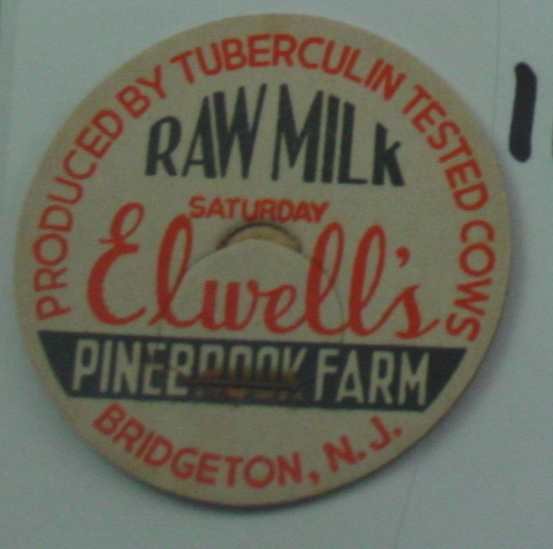 PRODUCED BY TUBERCULIN TESTED COWS
RAW MILK
SATURDAY
Elwell's
PINEBROOK FARM
BRIDGETON, N. J.